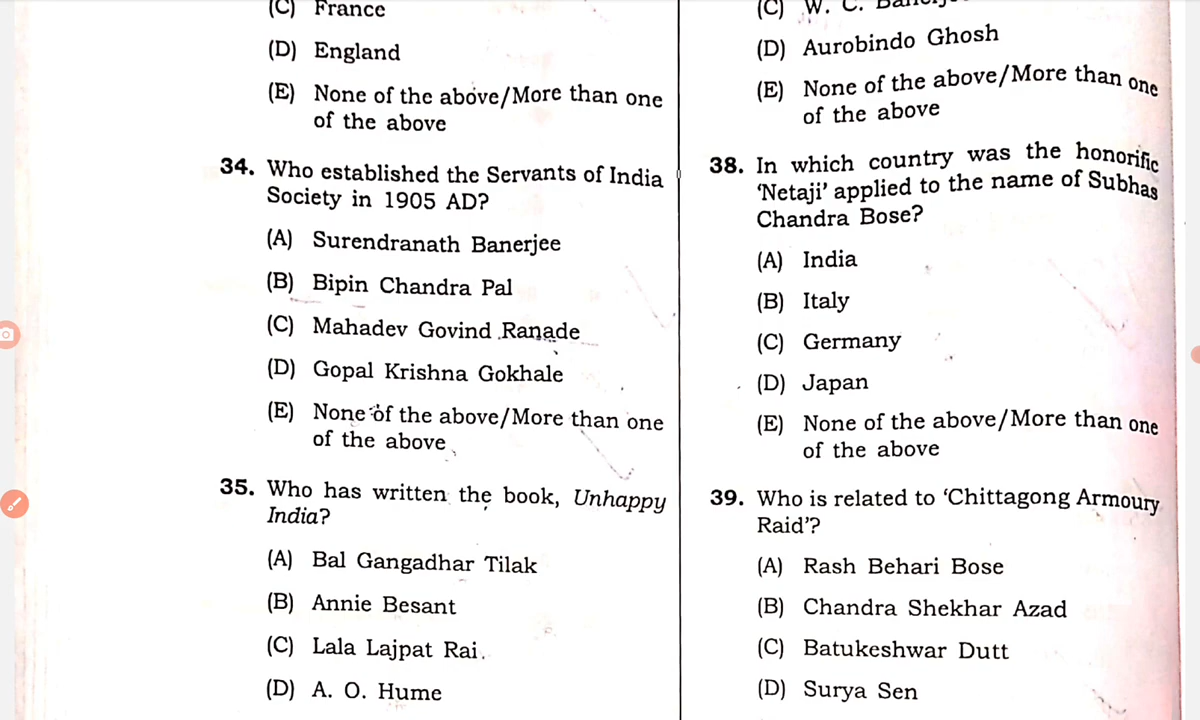 (C) France
(D) England
(E) None of the above/More than one
of the above
34. Who established the Servants of India
Society in 1905 AD?
(A) Surendranath Banerjee
(B) Bipin Chandra Pal
(C) Mahadev Govind Ranade
(D) Gopal Krishna Gokhale
(E) None of the above/More than one
of the above
35. Who has written the book, Unhappy
India?
(A) Bal Gangadhar Tilak
(B) Annie Besant
(C) Lala Lajpat Rai
(D) A. O. Hume
(C) W. C.
(D) Aurobindo Ghosh
(E) None of the above/More than one
of the above
38. In which country was the honorific
'Netaji' applied to the name of Subhas
Chandra Bose?
(A) India
(B) Italy
(C) Germany
(D) Japan
(E) None of the above/More than one
of the above
39. Who is related to 'Chittagong Armoury
Raid'?
(A) Rash Behari Bose
(B) Chandra Shekhar Azad
(C) Batukeshwar Dutt
(D) Surya Sen